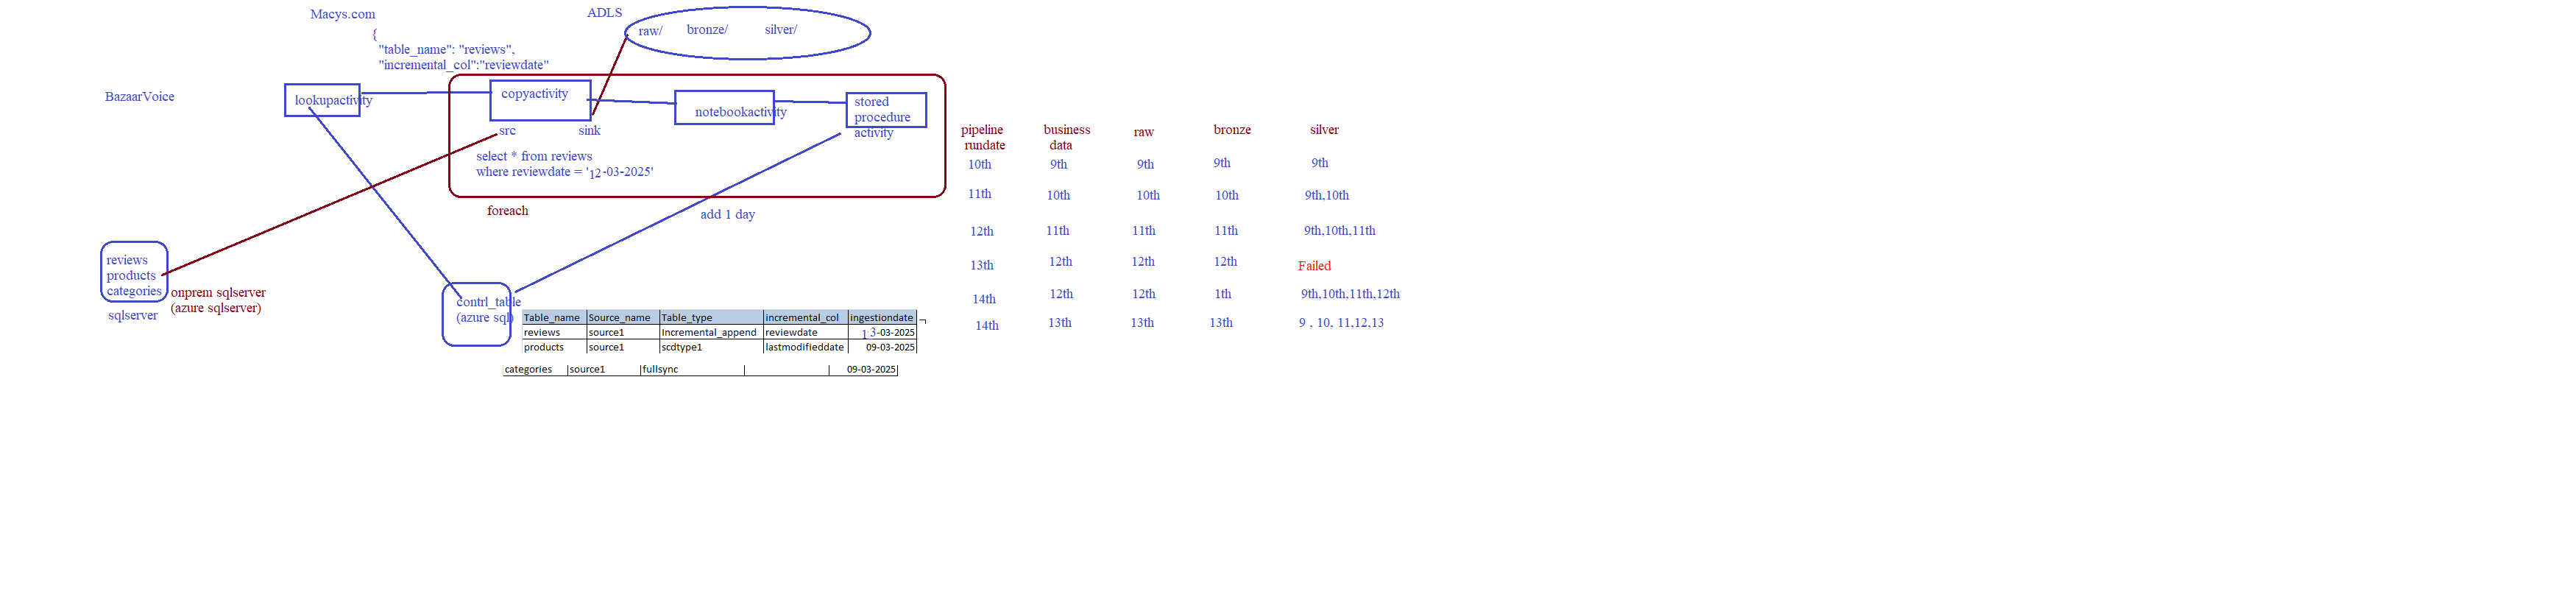 Macys.com
{
"table_name": "reviews",
"incremental_col":"reviewdate"
ADLS
raw/ bronze/ silver/
BazaarVoice
lookupactivity
copyactivity
src sink
notebookactivity
stored
procedure
activity
select * from reviews
where reviewdate = '12-03-2025'
foreach
add 1 day
reviews
products
categories
sqlserver
onprem sqlserver
(azure sqlserver)
contrl_table
(azure sql)
Table_name Source_name Table_type incremental_col ingestiondate
reviews source1 Incremental_append reviewdate 13-03-2025
products source1 scdtype1 lastmodifieddate 09-03-2025
categories source1 fullsync 09-03-2025
pipeline rundate business data raw bronze silver
10th 9th 9th 9th 9th
11th 10th 10th 10th 9th,10th
12th 11th 11th 11th 9th,10th,11th
13th 12th 12th 12th Failed
14th 12th 12th 1th 9th,10th,11th,12th
14th 13th 13th 13th 9 , 10, 11,12,13